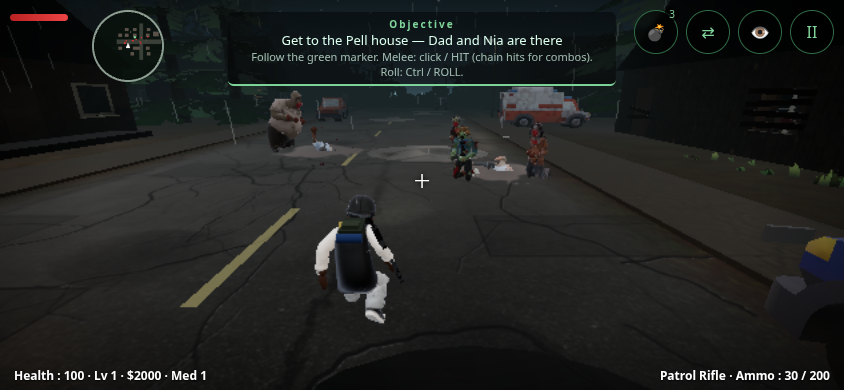 Objective
Get to the Pell house — Dad and Nia are there
Follow the green marker. Melee: click / HIT (chain hits for combos).
Roll: Ctrl / ROLL.
3
II
Health : 100 · Lv 1 · $2000 · Med 1
Patrol Rifle · Ammo : 30 / 200